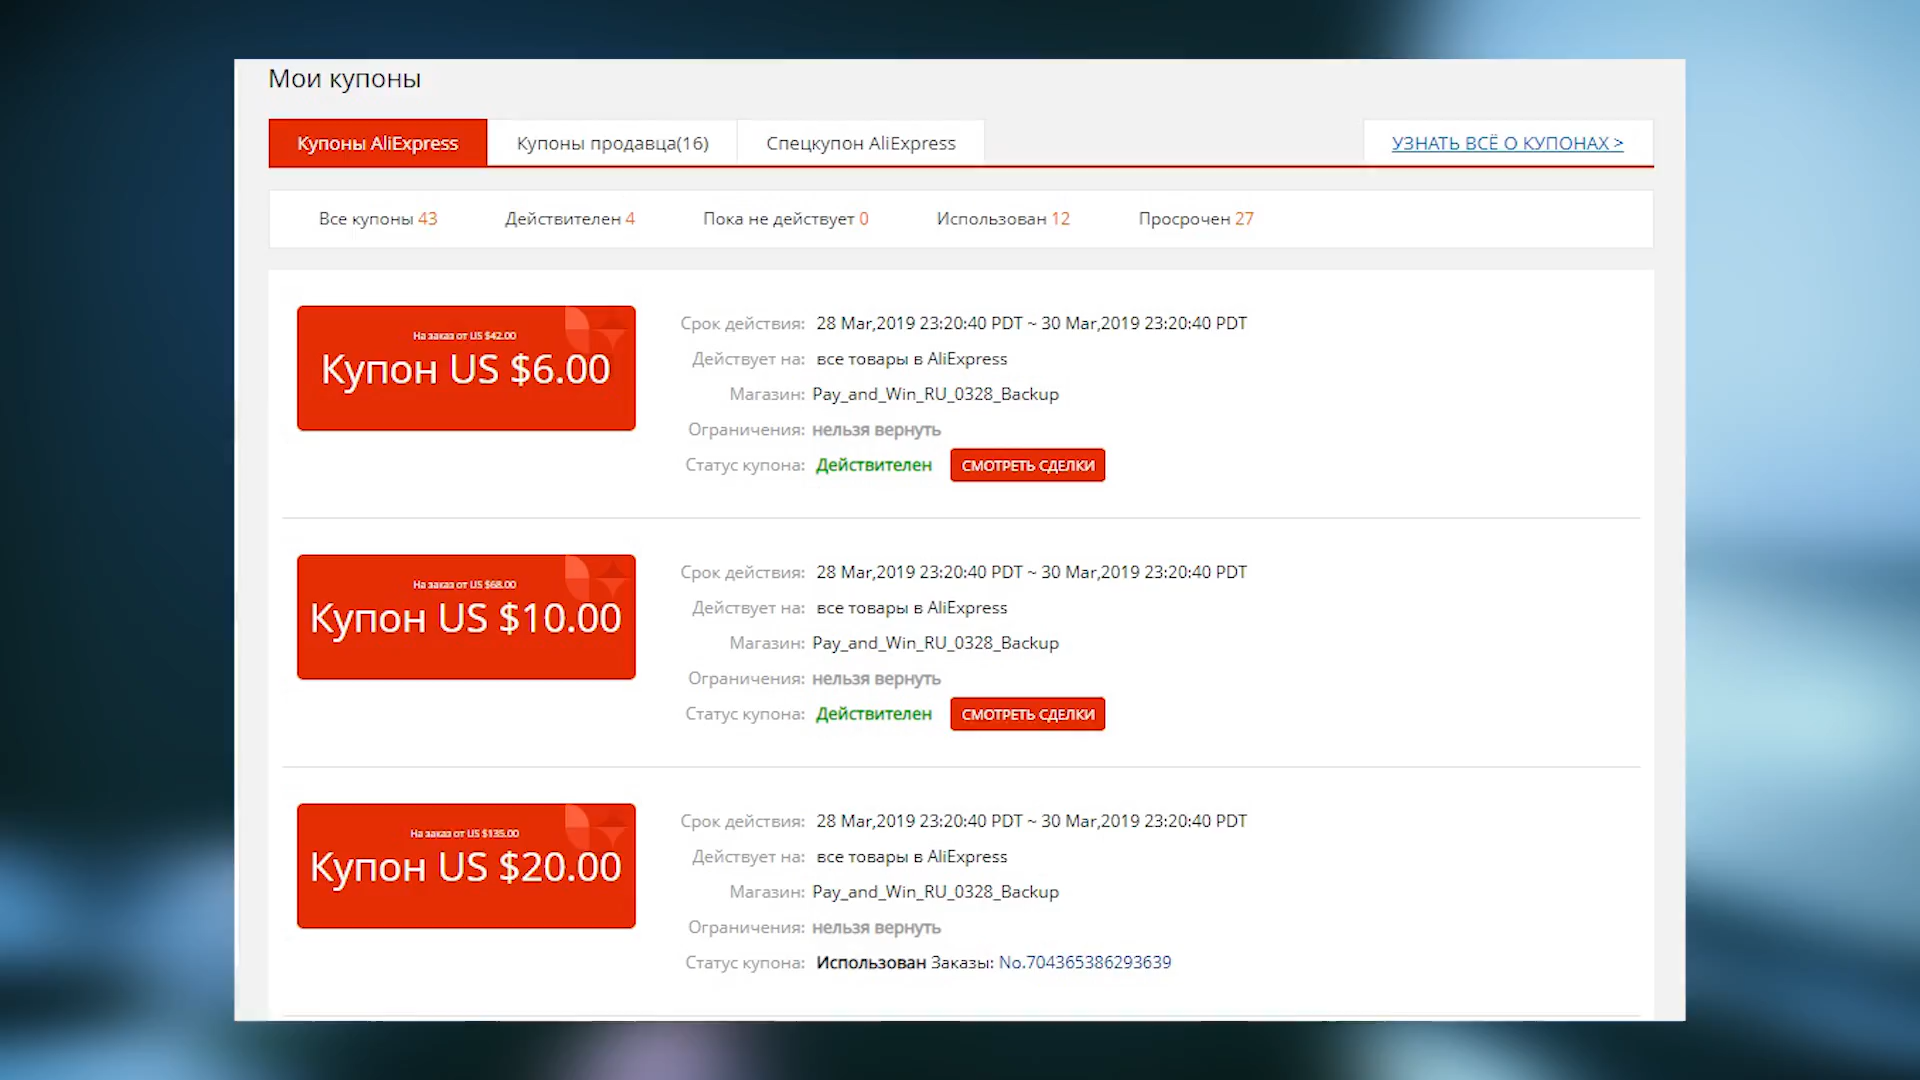 Мои купоны
Купоны AliExpress
Купоны продавца(16)
Спецкупон AliExpress
УЗНАТЬ ВСЁ О КУПОНАХ >
Все купоны 43
Действителен 4
Пока не действует 0
Использован 12
Просрочен 27
На заказ от US $42.00
Купон US $6.00
Срок действия: 28 Mar,2019 23:20:40 PDT ~ 30 Mar,2019 23:20:40 PDT
Действует на: все товары в AliExpress
Магазин: Pay_and_Win_RU_0328_Backup
Ограничения: нельзя вернуть
Статус купона: Действителен СМОТРЕТЬ СДЕЛКИ
На заказ от US $68.00
Купон US $10.00
Срок действия: 28 Mar,2019 23:20:40 PDT ~ 30 Mar,2019 23:20:40 PDT
Действует на: все товары в AliExpress
Магазин: Pay_and_Win_RU_0328_Backup
Ограничения: нельзя вернуть
Статус купона: Действителен СМОТРЕТЬ СДЕЛКИ
На заказ от US $135.00
Купон US $20.00
Срок действия: 28 Mar,2019 23:20:40 PDT ~ 30 Mar,2019 23:20:40 PDT
Действует на: все товары в AliExpress
Магазин: Pay_and_Win_RU_0328_Backup
Ограничения: нельзя вернуть
Статус купона: Использован Заказы: No.704365386293639